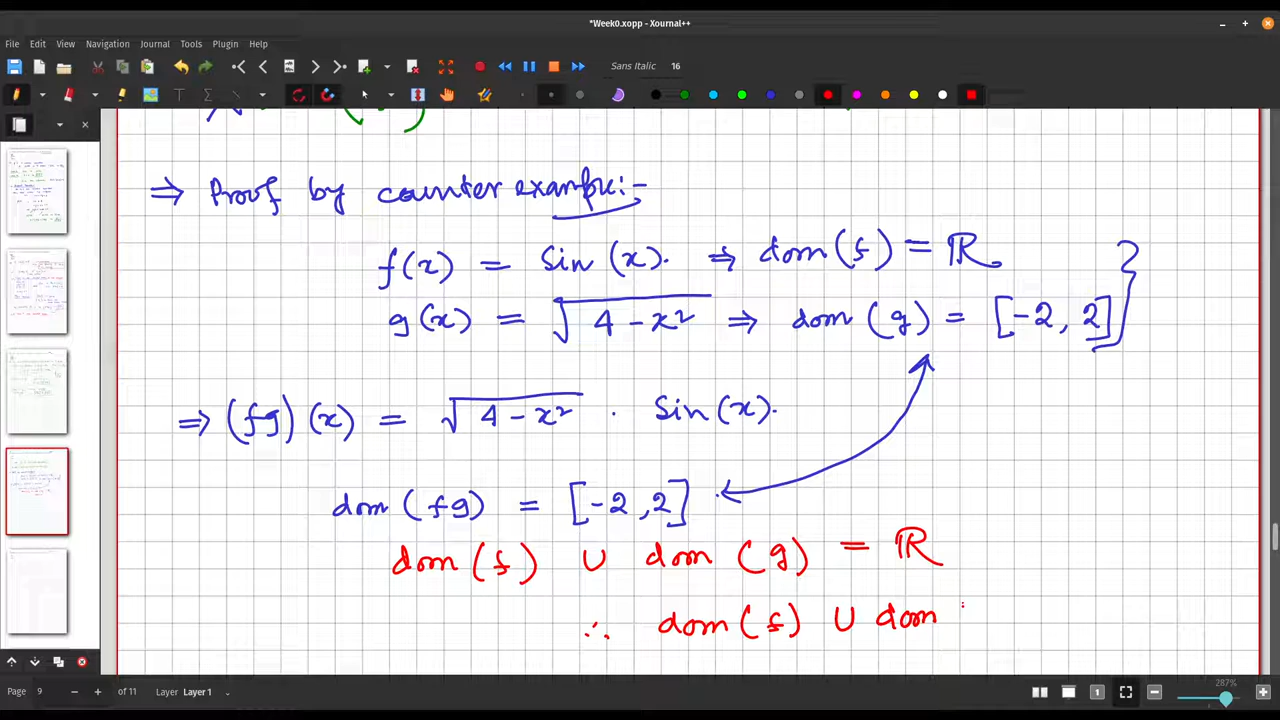 *Week0.xopp - Xournal++
File Edit View Navigation Journal Tools Plugin Help
Sans Italic 16
⇒ Proof by counter example:-
f(x) = Sin(x). ⇒ dom(f) = ℝ
g(x) = √(4-x²) ⇒ dom(g) = [-2, 2]
⇒ (fg)(x) = √(4-x²) · Sin(x).
dom(fg) = [-2, 2]
dom(f) ∪ dom(g) = ℝ
∴ dom(f) ∪ dom
Page 9 of 11 Layer Layer 1 287%